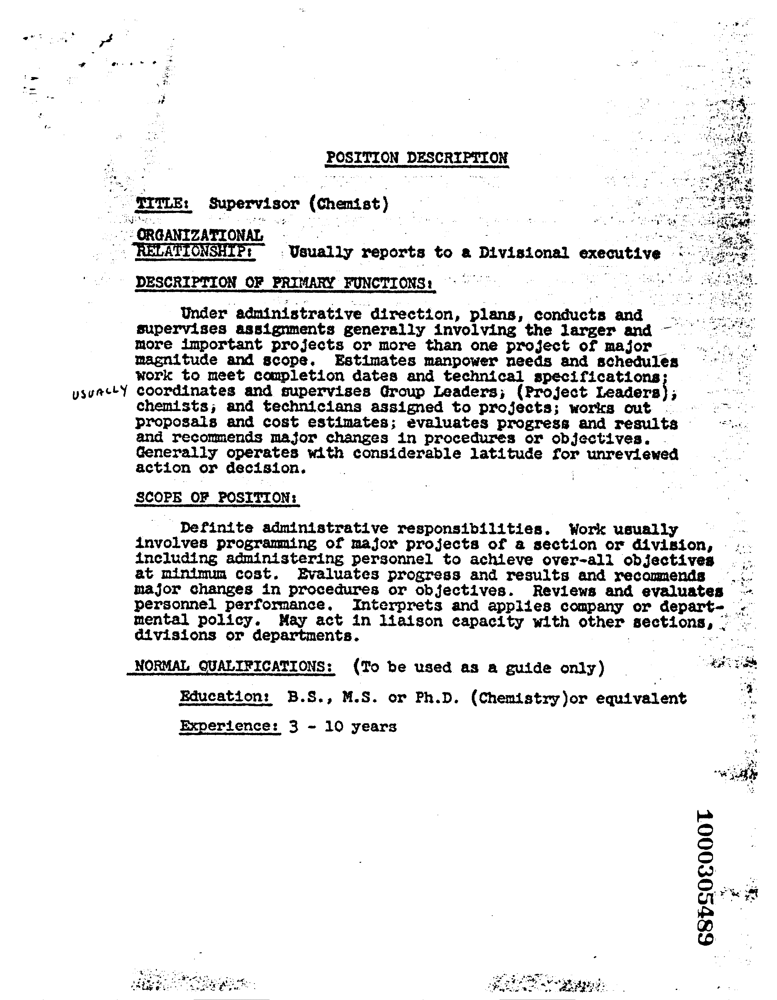 POSITION DESCRIPTION
TITLE: Supervisor (Chemist)
ORGANIZATIONAL
RELATIONSHIP: Usually reports to a Divisional executive
DESCRIPTION OF PRIMARY FUNCTIONS:
Under administrative direction, plans, conducts and
supervises assignments generally involving the larger and
more important projects or more than one project of major
magnitude and scope. Estimates manpower needs and schedules
work to meet completion dates and technical specifications;
USUALLY coordinates and supervises Group Leaders; (Project Leaders);
chemists; and technicians assigned to projects; works out
proposals and cost estimates; evaluates progress and results
and recommends major changes in procedures or objectives.
Generally operates with considerable latitude for unreviewed
action or decision.
SCOPE OF POSITION:
Definite administrative responsibilities. Work usually
involves programming of major projects of a section or division,
including administering personnel to achieve over-all objectives
at minimum cost. Evaluates progress and results and recommends
major changes in procedures or objectives. Reviews and evaluates
personnel performance. Interprets and applies company or depart-
mental policy. May act in liaison capacity with other sections,
divisions or departments.
NORMAL QUALIFICATIONS: (To be used as a guide only)
Education: B.S., M.S. or Ph.D. (Chemistry)or equivalent
Experience: 3 - 10 years
1000305489